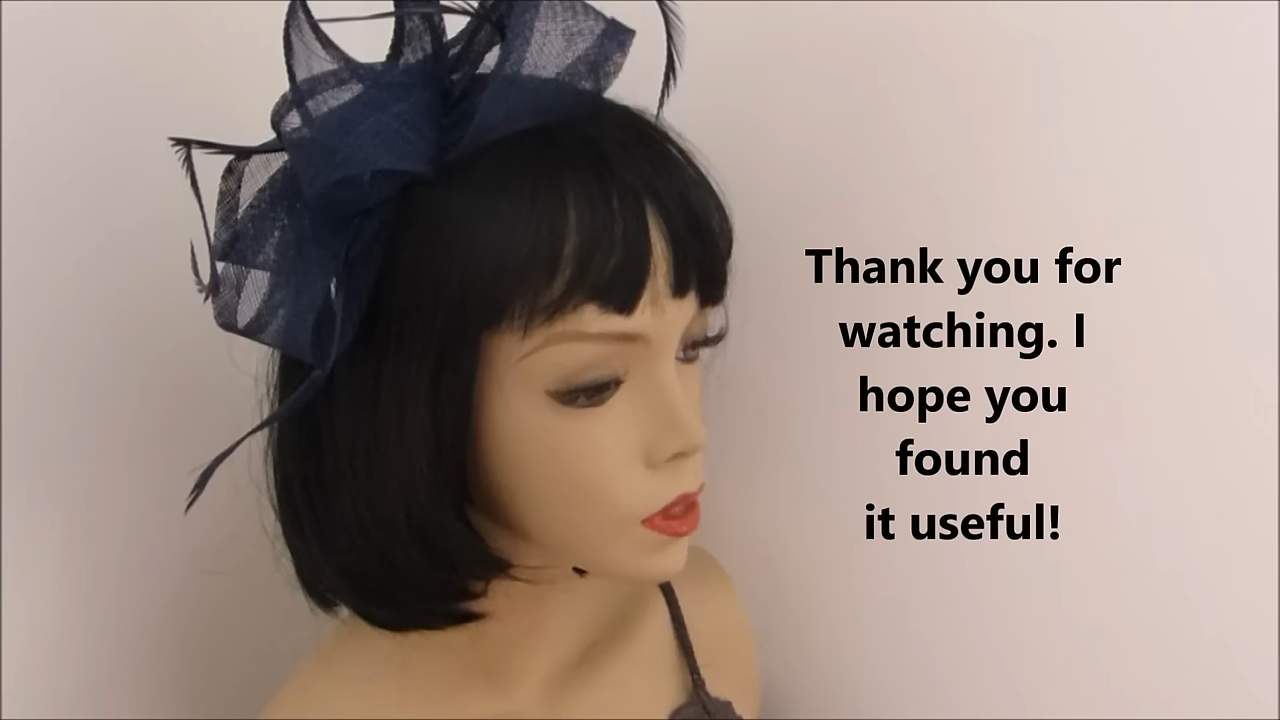 Thank you for
watching. I
hope you
found
it useful!